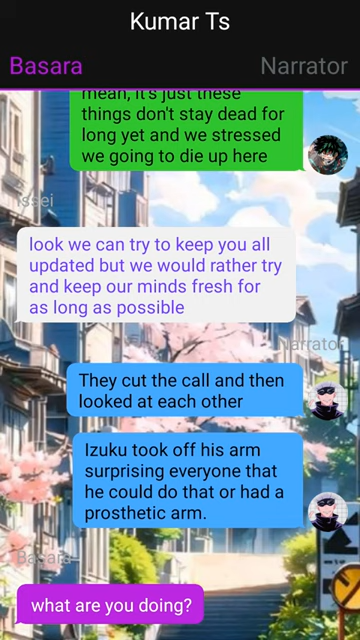 Kumar Ts
Basara
Narrator
mean, it's just these
things don't stay dead for
long yet and we stressed
we going to die up here
Issei
look we can try to keep you all
updated but we would rather try
and keep our minds fresh for
as long as possible
Narrator
They cut the call and then
looked at each other
Izuku took off his arm
surprising everyone that
he could do that or had a
prosthetic arm.
Basara
what are you doing?